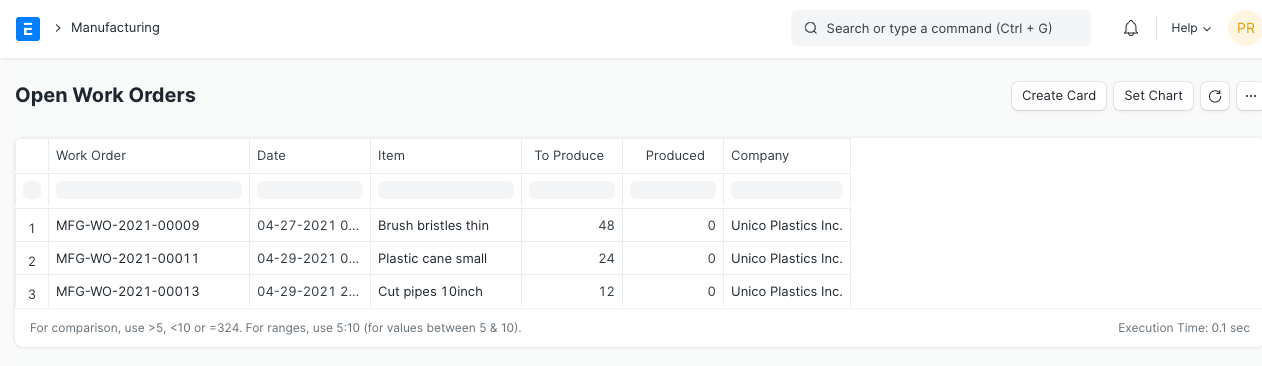 E > Manufacturing Search or type a command (Ctrl + G) Help PR
Open Work Orders Create Card Set Chart ...
Work Order Date Item To Produce Produced Company
1 MFG-WO-2021-00009 04-27-2021 0... Brush bristles thin 48 0 Unico Plastics Inc.
2 MFG-WO-2021-00011 04-29-2021 0... Plastic cane small 24 0 Unico Plastics Inc.
3 MFG-WO-2021-00013 04-29-2021 2... Cut pipes 10inch 12 0 Unico Plastics Inc.
For comparison, use >5, <10 or =324. For ranges, use 5:10 (for values between 5 & 10). Execution Time: 0.1 sec